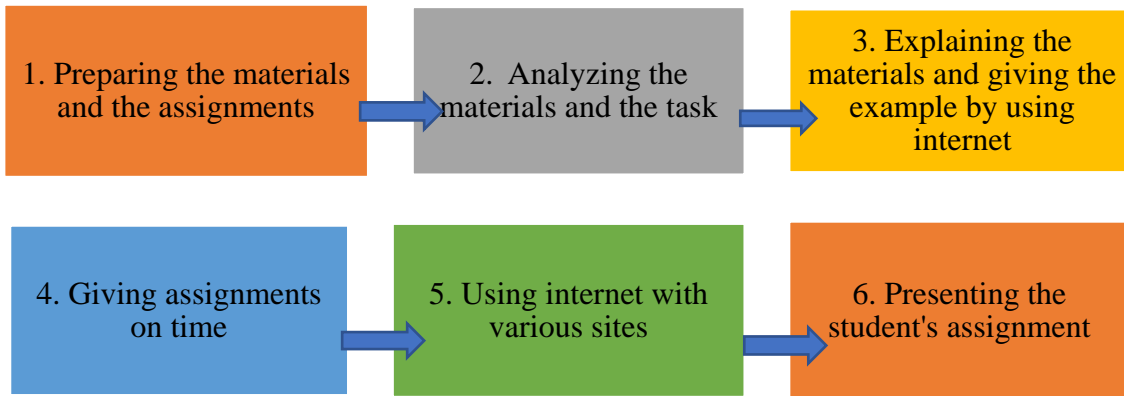 1. Preparing the materials
and the assignments
2. Analyzing the
materials and the task
3. Explaining the
materials and giving the
example by using
internet
4. Giving assignments
on time
5. Using internet with
various sites
6. Presenting the
student's assignment